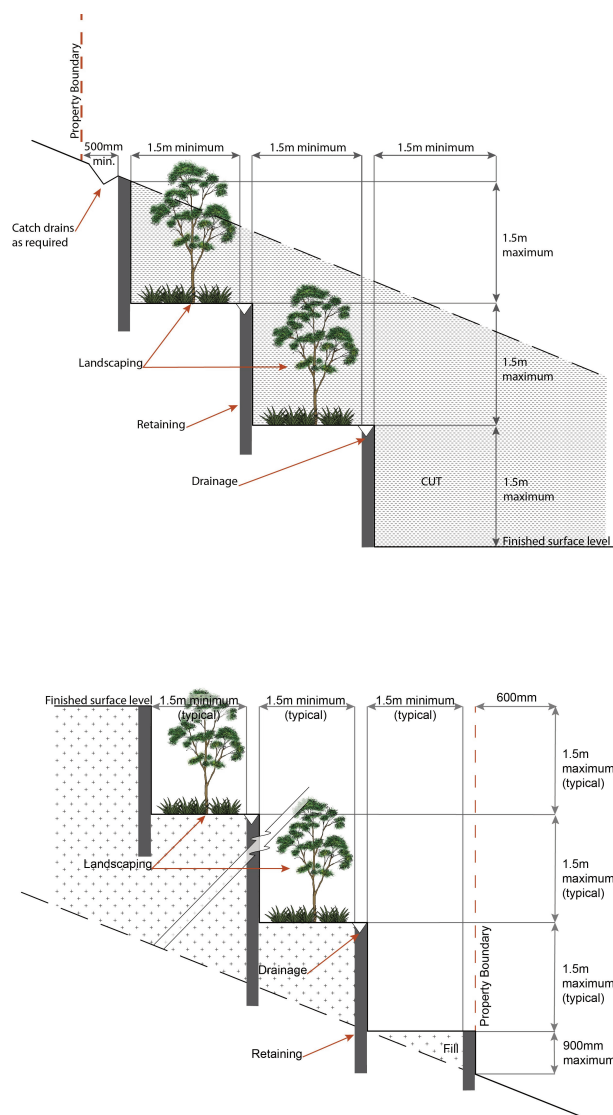 Property Boundary
500mm
min.
1.5m minimum
1.5m minimum
1.5m minimum
Catch drains
as required
1.5m
maximum
Landscaping
1.5m
maximum
Retaining
Drainage
CUT
1.5m
maximum
Finished surface level
Finished surface level
1.5m minimum
(typical)
1.5m minimum
(typical)
1.5m minimum
(typical)
600mm
1.5m
maximum
(typical)
Landscaping
1.5m
maximum
(typical)
Drainage
Property Boundary
1.5m
maximum
(typical)
Retaining
Fill
900mm
maximum